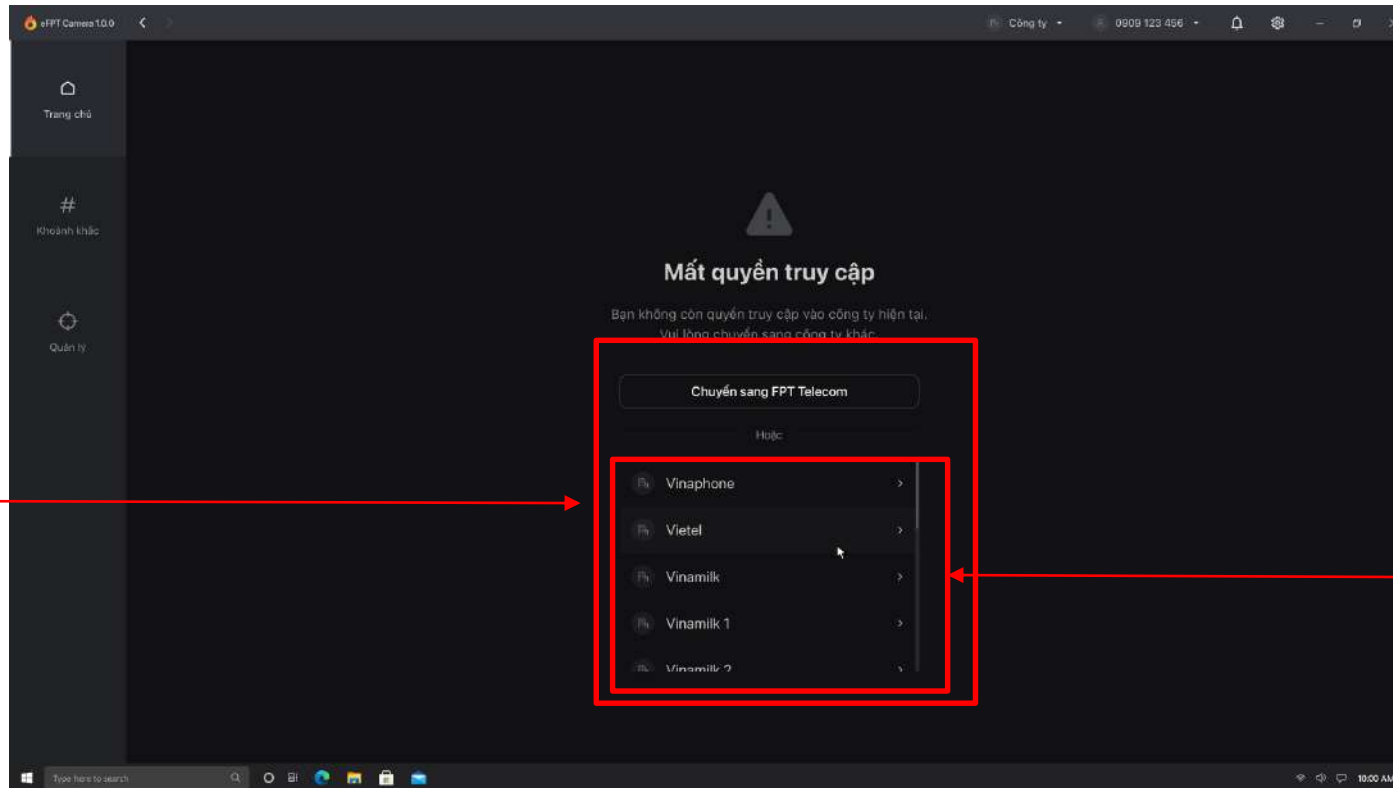 eFPT Camera 1.0.0
Công ty
0909 123 456
Trang chủ
Khoảnh khắc
Quản lý
Mất quyền truy cập
Bạn không còn quyền truy cập vào công ty hiện tại.
Vui lòng chuyển sang công ty khác.
Chuyển sang FPT Telecom
Hoặc
Vinaphone
Vietel
Vinamilk
Vinamilk 1
Vinamilk 2
Type here to search
10:00 AM